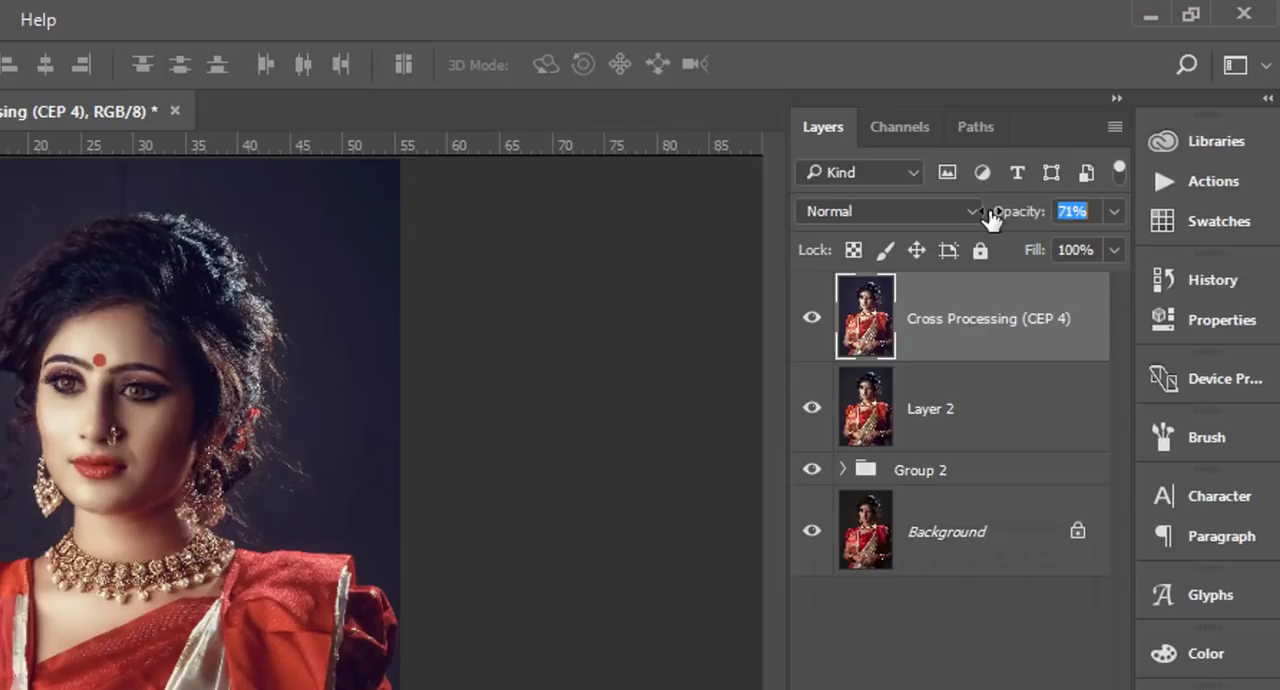 Help
3D Mode:
sing (CEP 4), RGB/8) *
20 25 30 35 40 45 50 55 60 65 70 75 80 85
Layers Channels Paths
Kind
Normal
pacity: 71%
Lock:
Fill: 100%
Cross Processing (CEP 4)
Layer 2
Group 2
Background
Libraries
Actions
Swatches
History
Properties
Device Pr...
Brush
Character
Paragraph
Glyphs
Color